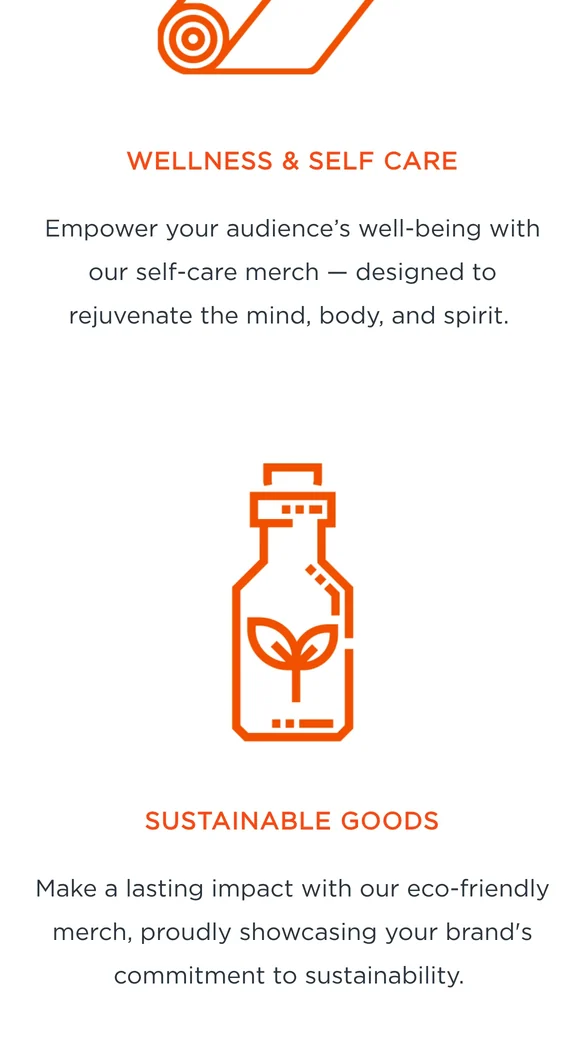 WELLNESS & SELF CARE
Empower your audience’s well-being with
our self-care merch — designed to
rejuvenate the mind, body, and spirit.
SUSTAINABLE GOODS
Make a lasting impact with our eco-friendly
merch, proudly showcasing your brand's
commitment to sustainability.